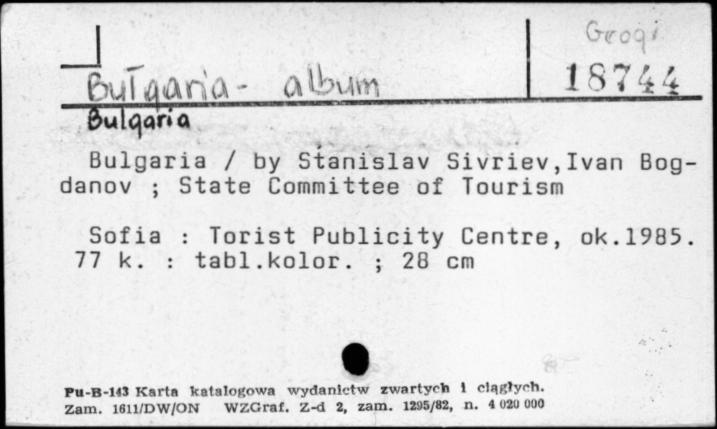 Geogr
18744
Bułgaria - album
Bulgaria
Bulgaria / by Stanislav Sivriev,Ivan Bog-
danov ; State Committee of Tourism
Sofia : Torist Publicity Centre, ok.1985.
77 k. : tabl.kolor. ; 28 cm
Pu-B-143 Karta katalogowa wydawnictw zwartych i ciągłych.
Zam. 1611/DW/ON WZGraf. Z-d 2, zam. 1295/82, n. 4 020 000